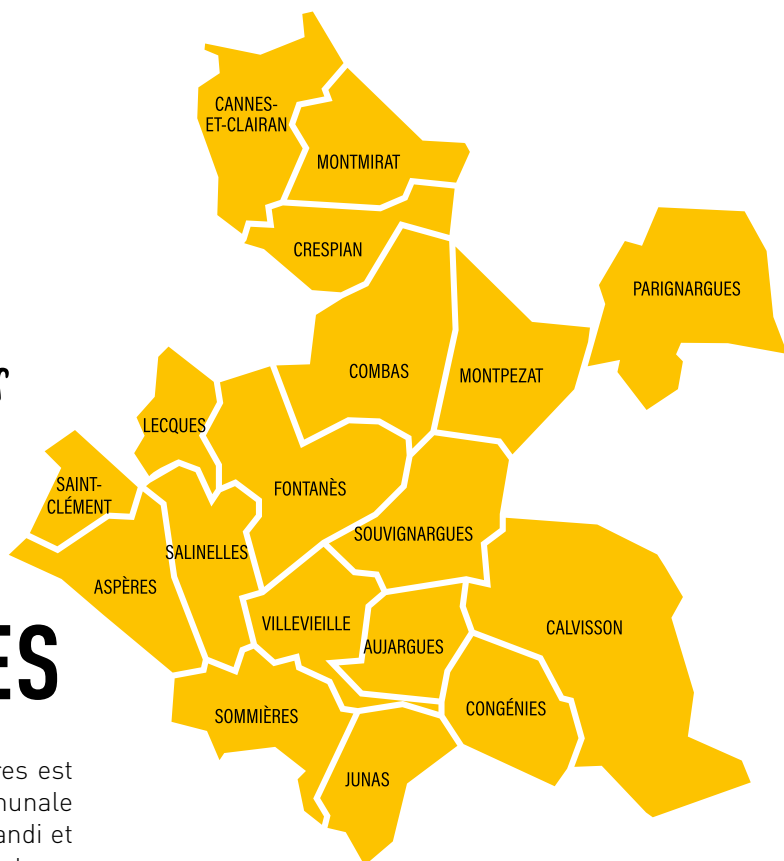 CANNES-
ET-CLAIRAN
MONTMIRAT
CRESPIAN
PARIGNARGUES
COMBAS
MONTPEZAT
LECQUES
SAINT-
CLÉMENT
FONTANÈS
SOUVIGNARGUES
SALINELLES
ASPÈRES
VILLEVIEILLE
AUJARGUES
CALVISSON
ES
CONGÉNIES
SOMMIÈRES
JUNAS
res est
munale
andi et